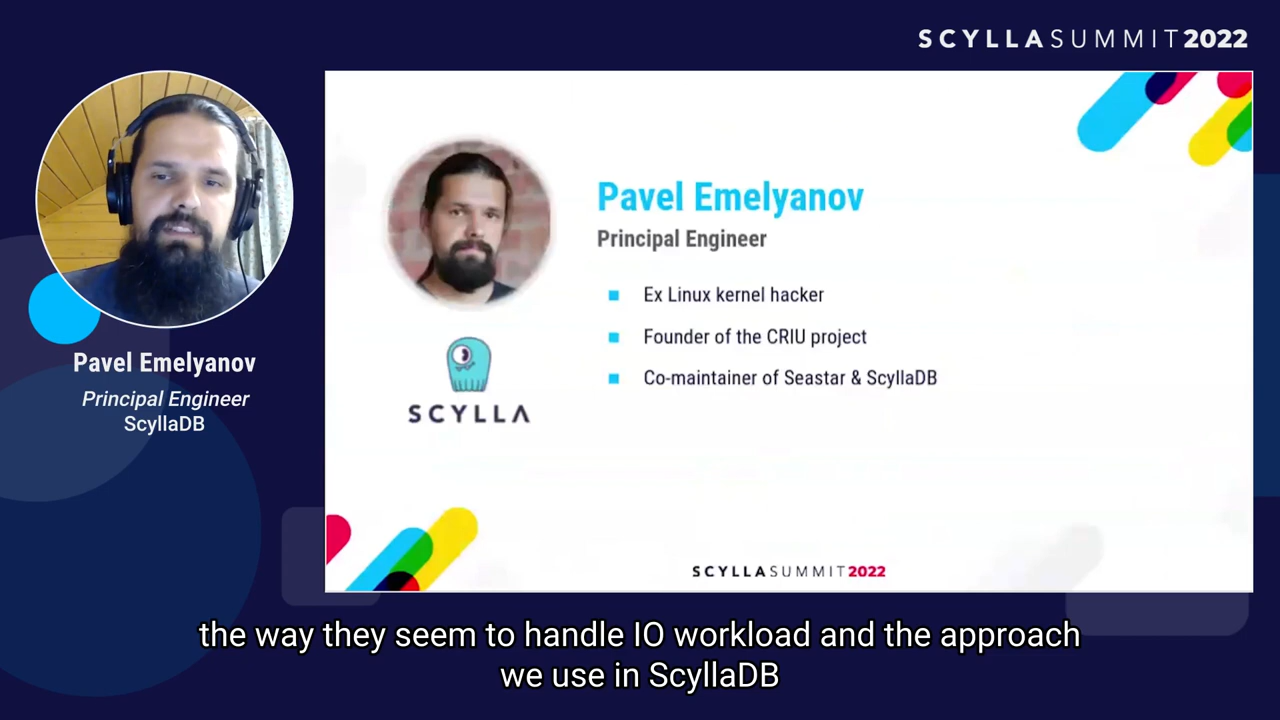 SCYLLASUMMIT2022
Pavel Emelyanov
Principal Engineer
ScyllaDB
Pavel Emelyanov
Principal Engineer
Ex Linux kernel hacker
Founder of the CRIU project
Co-maintainer of Seastar & ScyllaDB
SCYLLA
SCYLLASUMMIT2022
the way they seem to handle IO workload and the approach
we use in ScyllaDB